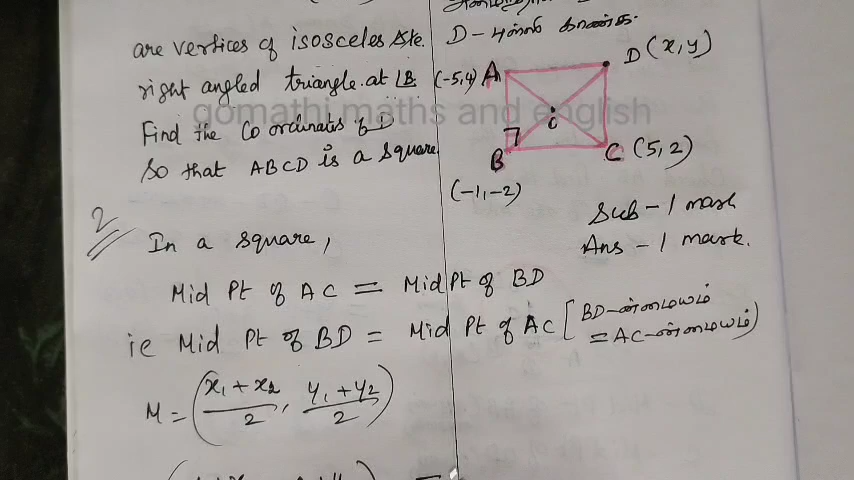 D - புள்ளி காண்க.
are vertices of isosceles Δle.
right angled triangle at ∟B
Find the Co ordinates of D
So that ABCD is a square
(-5,4) A
D (x,y)
O
B
C (5,2)
(-1,-2)
gomathi maths and english
Sub - 1 mark
Ans - 1 mark.
2
In a square,
Mid Pt of AC = Mid Pt of BD
ie Mid Pt of BD = Mid Pt of AC [BD-ன்மையம்
= AC-ன்மையம்)
M = (x₁ + x₂ / 2, y₁ + y₂ / 2)